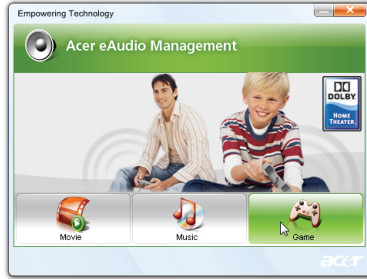 Empowering Technology
Acer eAudio Management
DOLBY.
HOME
THEATER.
Movie
Music
Game
acer